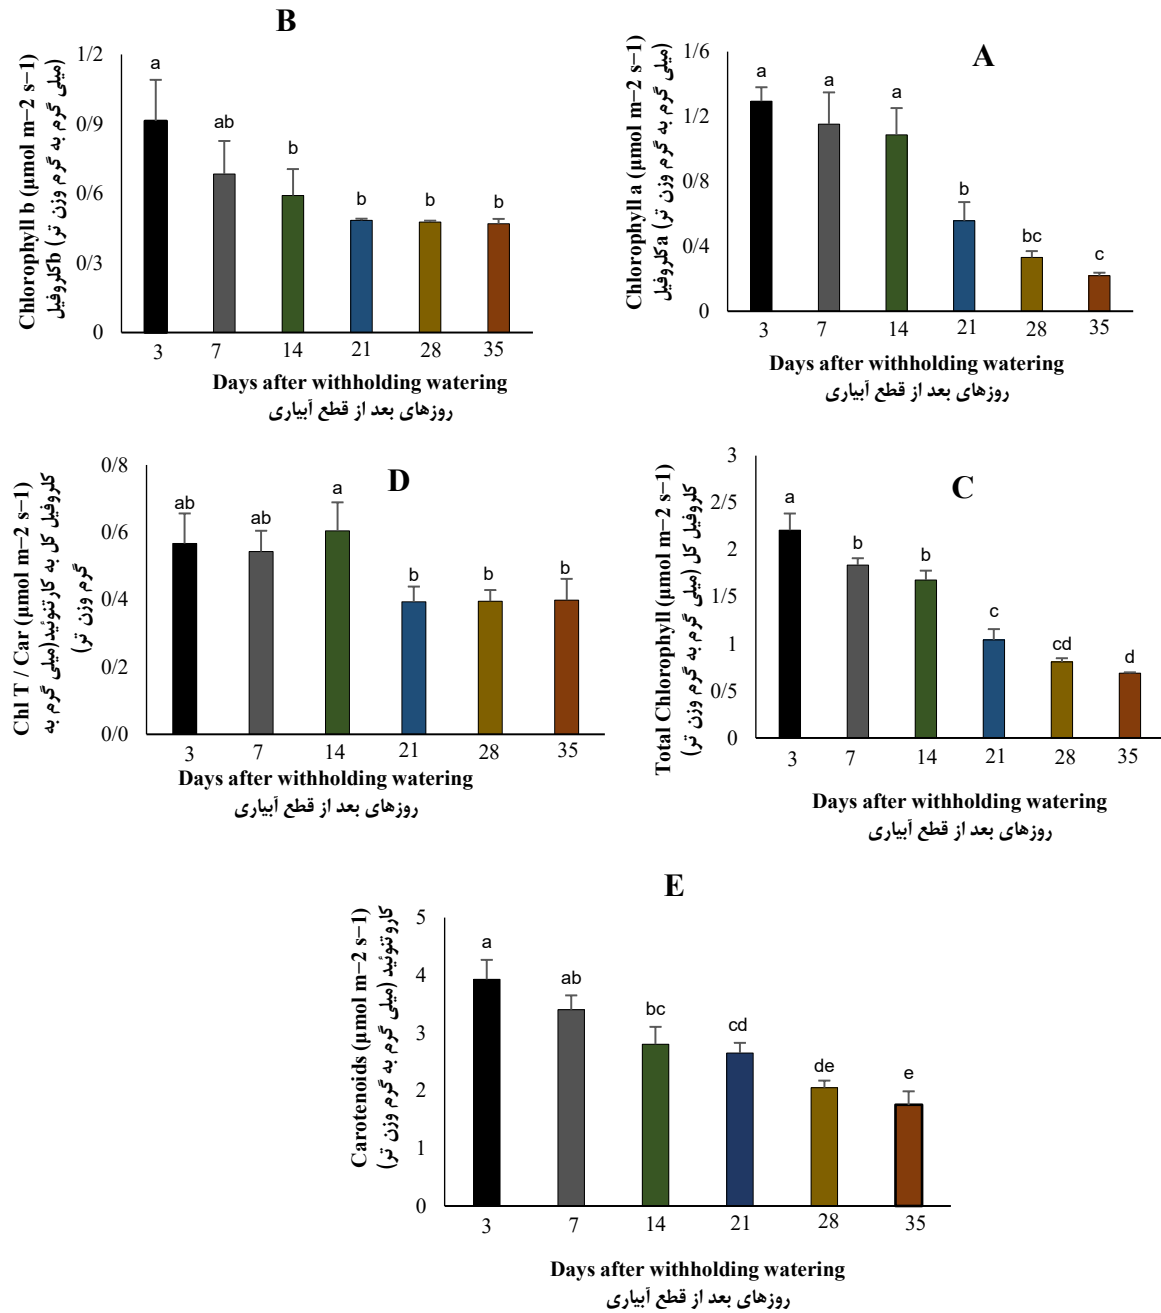 B
Chlorophyll b (µmol m−2 s−1)
کلروفیلb (میلی گرم به گرم وزن تر)
1/2
0/9
0/6
0/3
0
a
ab
b
b
b
b
3 7 14 21 28 35
Days after withholding watering
روزهای بعد از قطع آبیاری
A
Chlorophyll a (µmol m−2 s−1)
کلروفیلa (میلی گرم به گرم وزن تر)
1/6
1/2
0/8
0/4
0
a
a
a
b
bc
c
3 7 14 21 28 35
Days after withholding watering
روزهای بعد از قطع آبیاری
D
Chl T / Car (µmol m−2 s−1)
کلروفیل کل به کارتنوئید(میلی گرم به
گرم وزن تر)
0/8
0/6
0/4
0/2
0/0
ab
ab
a
b
b
b
3 7 14 21 28 35
Days after withholding watering
روزهای بعد از قطع آبیاری
C
Total Chlorophyll (µmol m−2 s−1)
کلروفیل کل (میلی گرم به گرم وزن تر)
3
2/5
2
1/5
1
0/5
0
a
b
b
c
cd
d
3 7 14 21 28 35
Days after withholding watering
روزهای بعد از قطع آبیاری
E
Carotenoids (µmol m−2 s−1)
کاروتنوئید (میلی گرم به گرم وزن تر)
5
4
3
2
1
0
a
ab
bc
cd
de
e
3 7 14 21 28 35
Days after withholding watering
روزهای بعد از قطع آبیاری